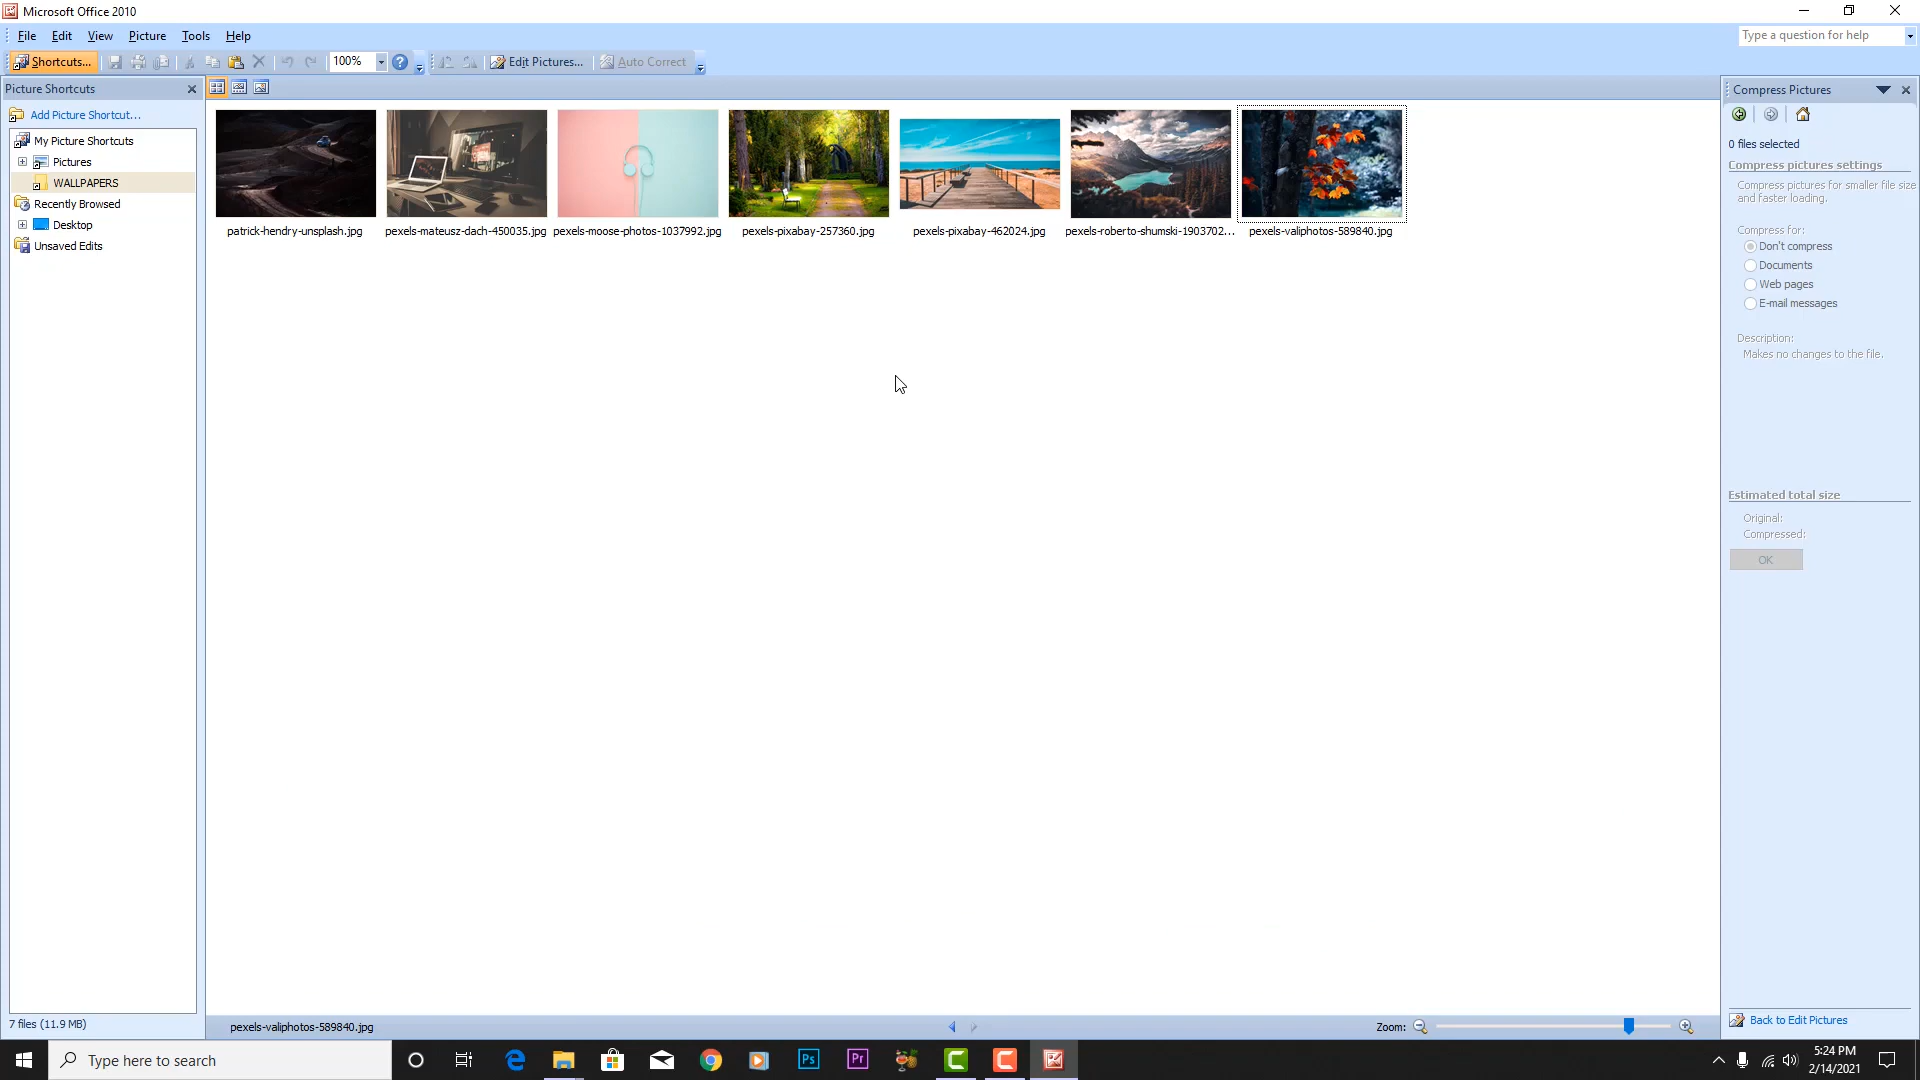 Microsoft Office 2010
File Edit View Picture Tools Help
Type a question for help
Shortcuts...
100%
Edit Pictures...
Auto Correct
Picture Shortcuts
Add Picture Shortcut...
My Picture Shortcuts
Pictures
WALLPAPERS
Recently Browsed
Desktop
Unsaved Edits
7 files (11.9 MB)
patrick-hendry-unsplash.jpg
pexels-mateusz-dach-450035.jpg
pexels-moose-photos-1037992.jpg
pexels-pixabay-257360.jpg
pexels-pixabay-462024.jpg
pexels-roberto-shumski-1903702...
pexels-valiphotos-589840.jpg
pexels-valiphotos-589840.jpg
Zoom:
Compress Pictures
0 files selected
Compress pictures settings
Compress pictures for smaller file size
and faster loading.
Compress for:
Don't compress
Documents
Web pages
E-mail messages
Description:
Makes no changes to the file.
Estimated total size
Original:
Compressed:
OK
Back to Edit Pictures
Type here to search
Ps
Pr
5:24 PM
2/14/2021